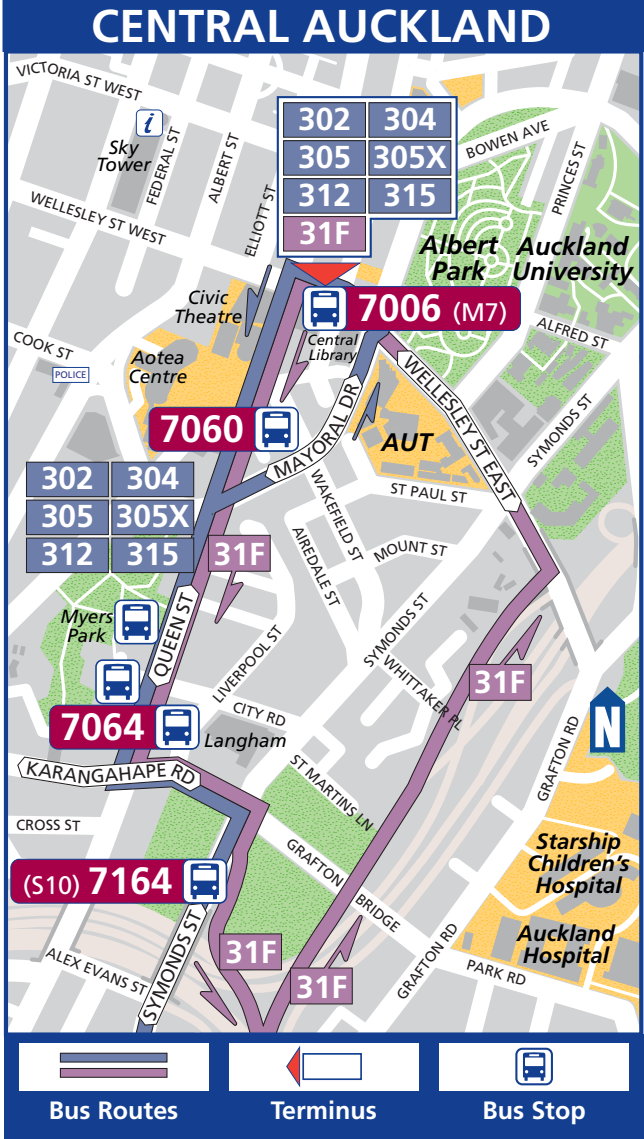 CENTRAL AUCKLAND
VICTORIA ST WEST
i
Sky
Tower
FEDERAL ST
ALBERT ST
ELLIOTT ST
302 304
305 305X
312 315
31F
BOWEN AVE
PRINCES ST
WELLESLEY ST WEST
Albert
Park
Auckland
University
Civic
Theatre
7006 (M7)
Central
Library
ALFRED ST
COOK ST
POLICE
Aotea
Centre
7060
MAYORAL DR
WELLESLEY ST EAST
AUT
SYMONDS ST
302 304
305 305X
312 315
31F
WAKEFIELD ST
ST PAUL ST
AIREDALE ST
MOUNT ST
Myers
Park
QUEEN ST
LIVERPOOL ST
SYMONDS ST
WHITTAKER PL
31F
7064
CITY RD
Langham
N
GRAFTON RD
KARANGAHAPE RD
ST MARTINS LN
CROSS ST
GRAFTON
BRIDGE
Starship
Children's
Hospital
(S10) 7164
Auckland
Hospital
SYMONDS ST
ALEX EVANS ST
31F
31F
GRAFTON RD
PARK RD
Bus Routes
Terminus
Bus Stop